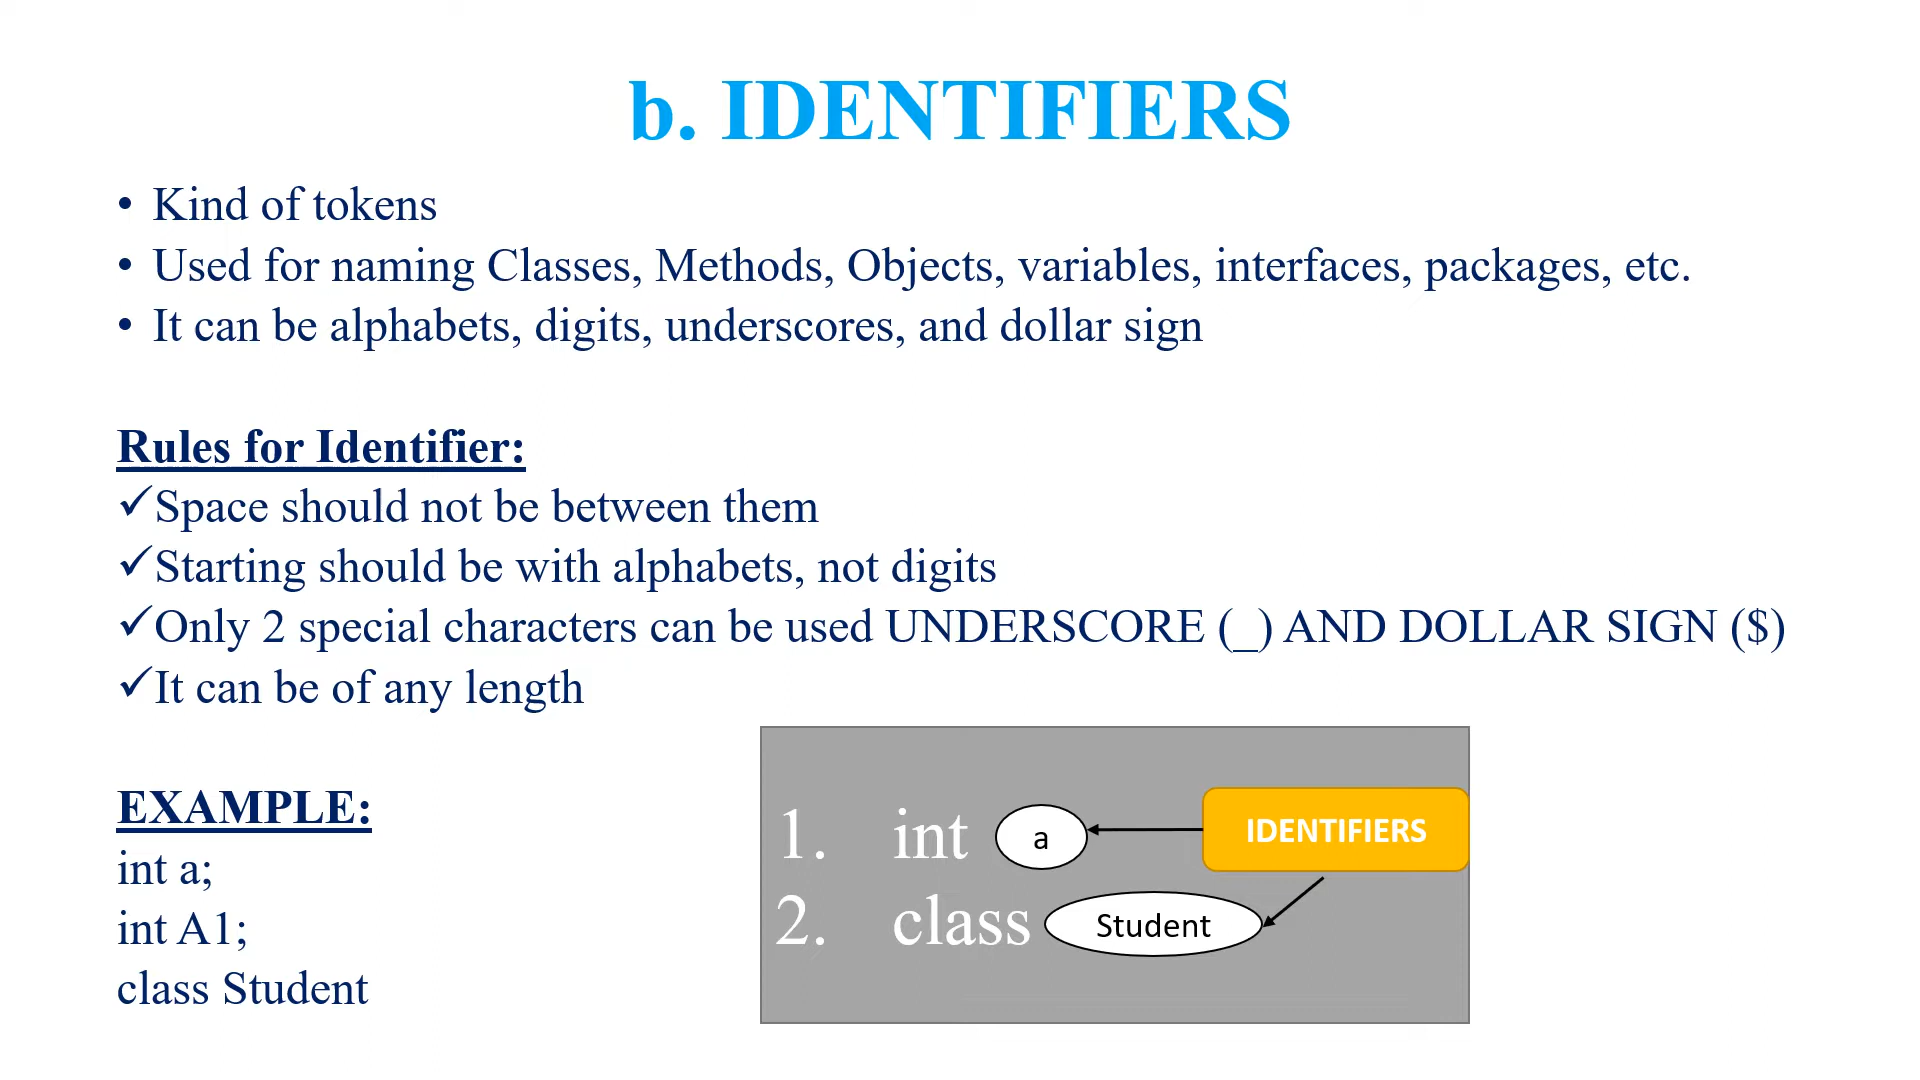 b. IDENTIFIERS
• Kind of tokens
• Used for naming Classes, Methods, Objects, variables, interfaces, packages, etc.
• It can be alphabets, digits, underscores, and dollar sign
Rules for Identifier:
✓Space should not be between them
✓Starting should be with alphabets, not digits
✓Only 2 special characters can be used UNDERSCORE (_) AND DOLLAR SIGN ($)
✓It can be of any length
EXAMPLE:
int a;
int A1;
class Student
1. int a
IDENTIFIERS
2. class Student